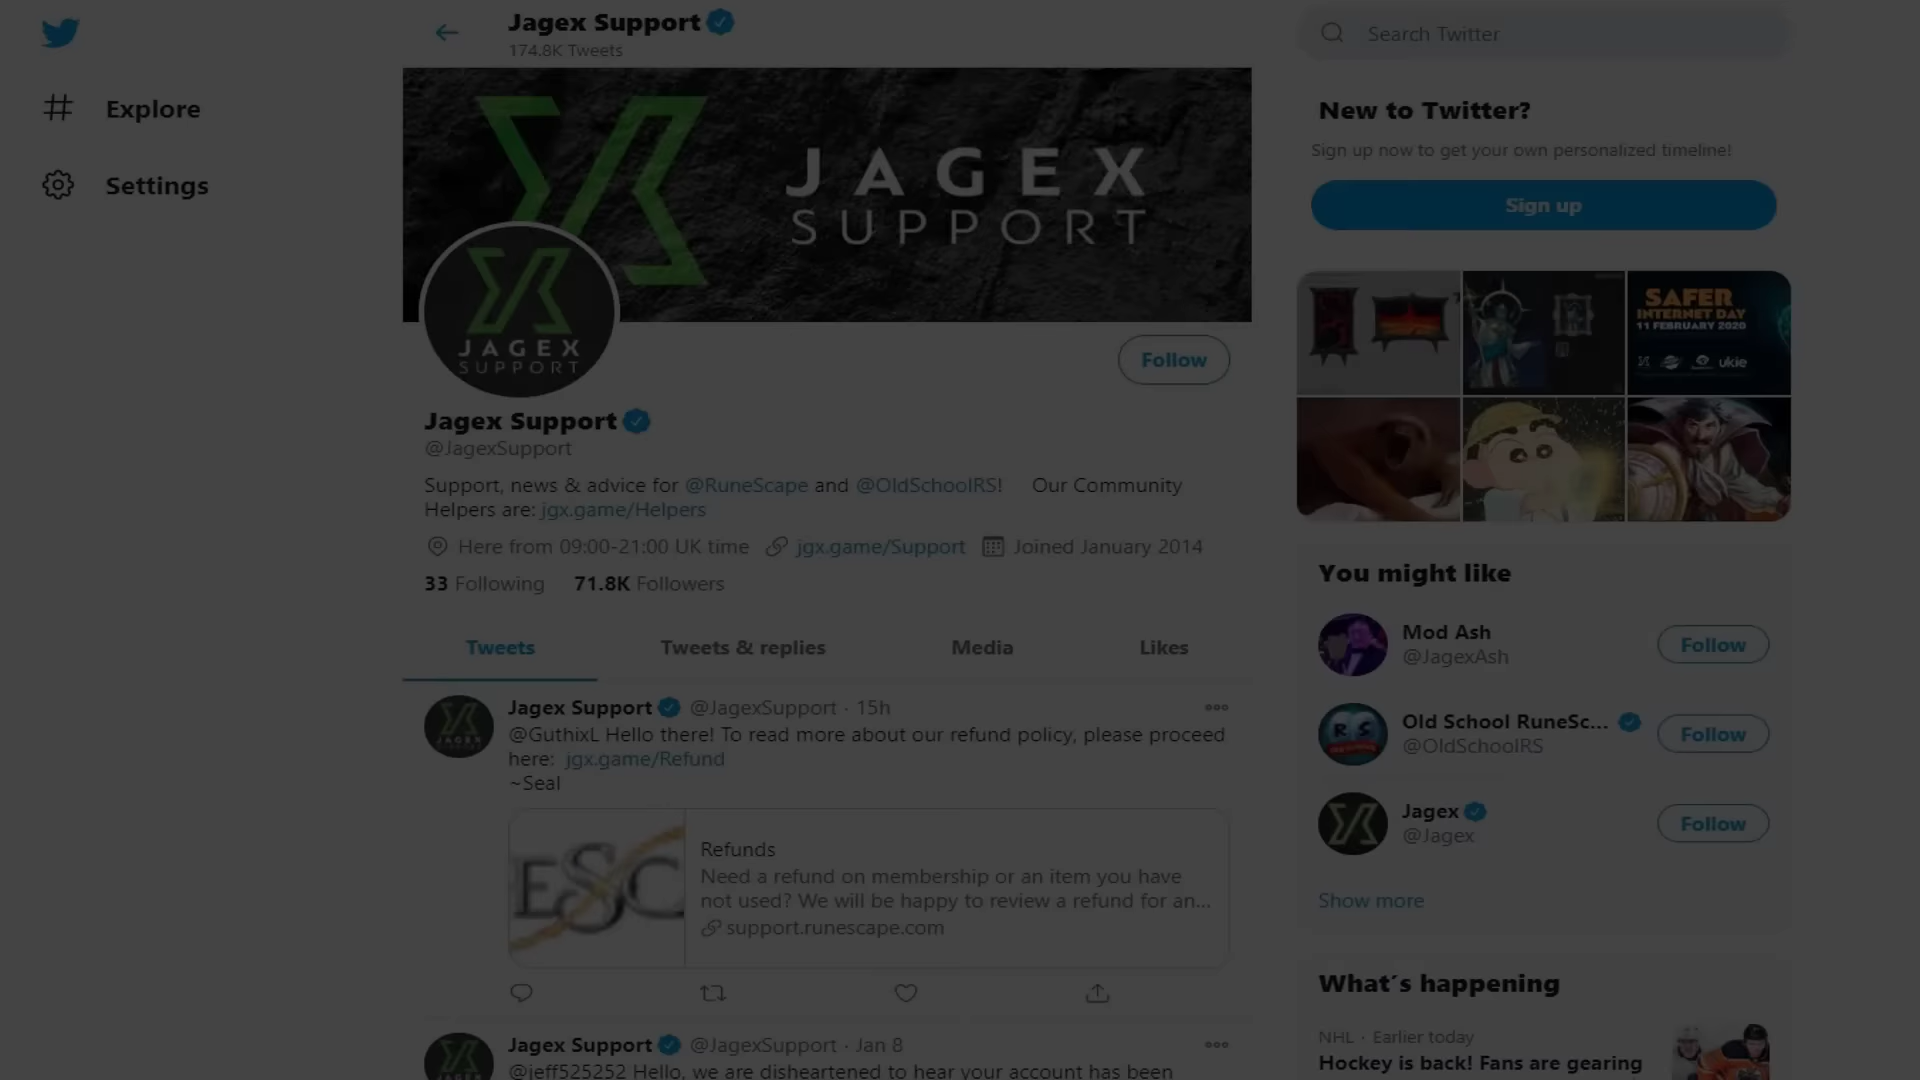 Jagex Support
174.8K Tweets
Search Twitter
Explore
Settings
JAGEX
SUPPORT
JAGEX
SUPPORT
Follow
Jagex Support
@JagexSupport
Support, news & advice for @RuneScape and @OldSchoolRS! Our Community
Helpers are: jgx.game/Helpers
Here from 09:00-21:00 UK time jgx.game/Support Joined January 2014
33 Following 71.8K Followers
Tweets Tweets & replies Media Likes
Jagex Support @JagexSupport · 15h
@GuthixL Hello there! To read more about our refund policy, please proceed
here: jgx.game/Refund
~Seal
ESC
Refunds
Need a refund on membership or an item you have
not used? We will be happy to review a refund for an...
support.runescape.com
Jagex Support @JagexSupport · Jan 8
@jeff525252 Hello, we are disheartened to hear your account has been
New to Twitter?
Sign up now to get your own personalized timeline!
Sign up
SAFER
INTERNET DAY
11 FEBRUARY 2020
ukie
You might like
Mod Ash
@JagexAsh
Follow
Old School RuneSc...
@OldSchoolRS
Follow
Jagex
@Jagex
Follow
Show more
What's happening
NHL · Earlier today
Hockey is back! Fans are gearing